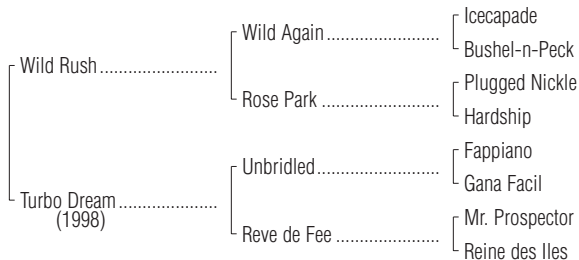 Icecapade
Wild Again
Bushel-n-Peck
Wild Rush
Plugged Nickle
Rose Park
Hardship
Fappiano
Unbridled
Gana Facil
Turbo Dream
(1998)
Mr. Prospector
Reve de Fee
Reine des Iles